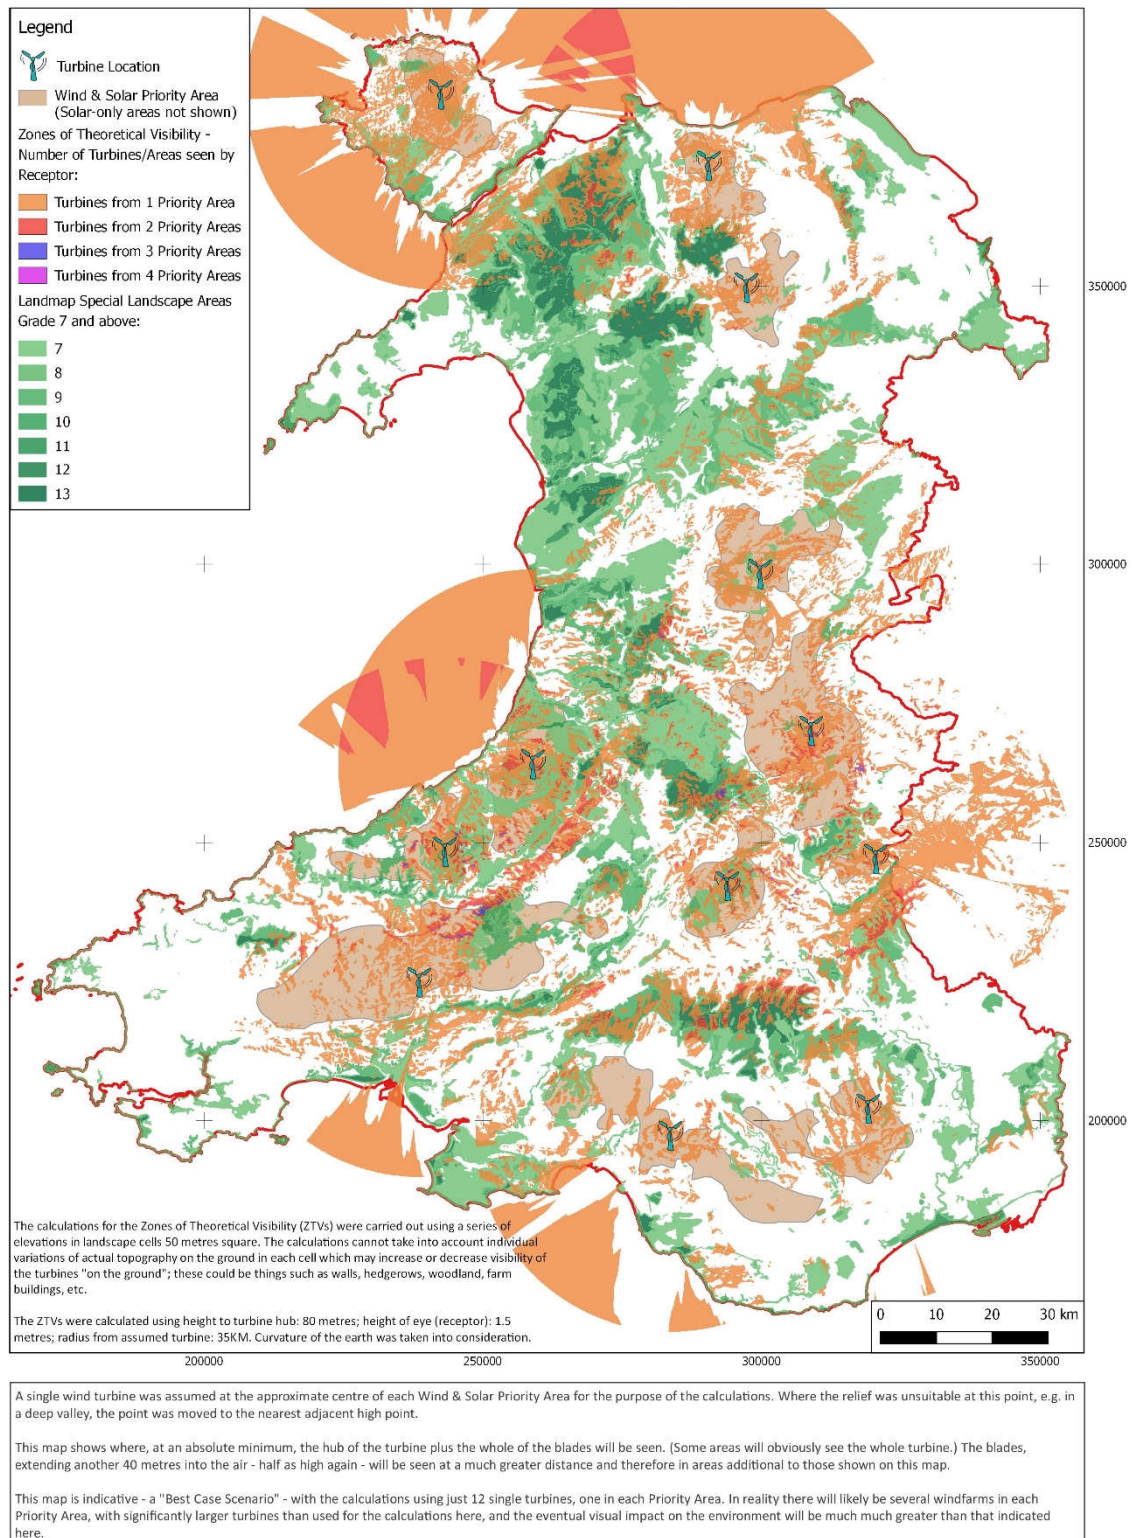 Legend
Turbine Location
Wind & Solar Priority Area
(Solar-only areas not shown)
Zones of Theoretical Visibility -
Number of Turbines/Areas seen by
Receptor:
Turbines from 1 Priority Area
Turbines from 2 Priority Areas
Turbines from 3 Priority Areas
Turbines from 4 Priority Areas
Landmap Special Landscape Areas
Grade 7 and above:
7
8
9
10
11
12
13
350000
300000
250000
200000
The calculations for the Zones of Theoretical Visibility (ZTVs) were carried out using a series of
elevations in landscape cells 50 metres square. The calculations cannot take into account individual
variations of actual topography on the ground in each cell which may increase or decrease visibility of
the turbines "on the ground"; these could be things such as walls, hedgerows, woodland, farm
buildings, etc.
The ZTVs were calculated using height to turbine hub: 80 metres; height of eye (receptor): 1.5
metres; radius from assumed turbine: 35KM. Curvature of the earth was taken into consideration.
0 10 20 30 km
200000 250000 300000 350000
A single wind turbine was assumed at the approximate centre of each Wind & Solar Priority Area for the purpose of the calculations. Where the relief was unsuitable at this point, e.g. in
a deep valley, the point was moved to the nearest adjacent high point.
This map shows where, at an absolute minimum, the hub of the turbine plus the whole of the blades will be seen. (Some areas will obviously see the whole turbine.) The blades,
extending another 40 metres into the air - half as high again - will be seen at a much greater distance and therefore in areas additional to those shown on this map.
This map is indicative - a "Best Case Scenario" - with the calculations using just 12 single turbines, one in each Priority Area. In reality there will likely be several windfarms in each
Priority Area, with significantly larger turbines than used for the calculations here, and the eventual visual impact on the environment will be much much greater than that indicated
here.